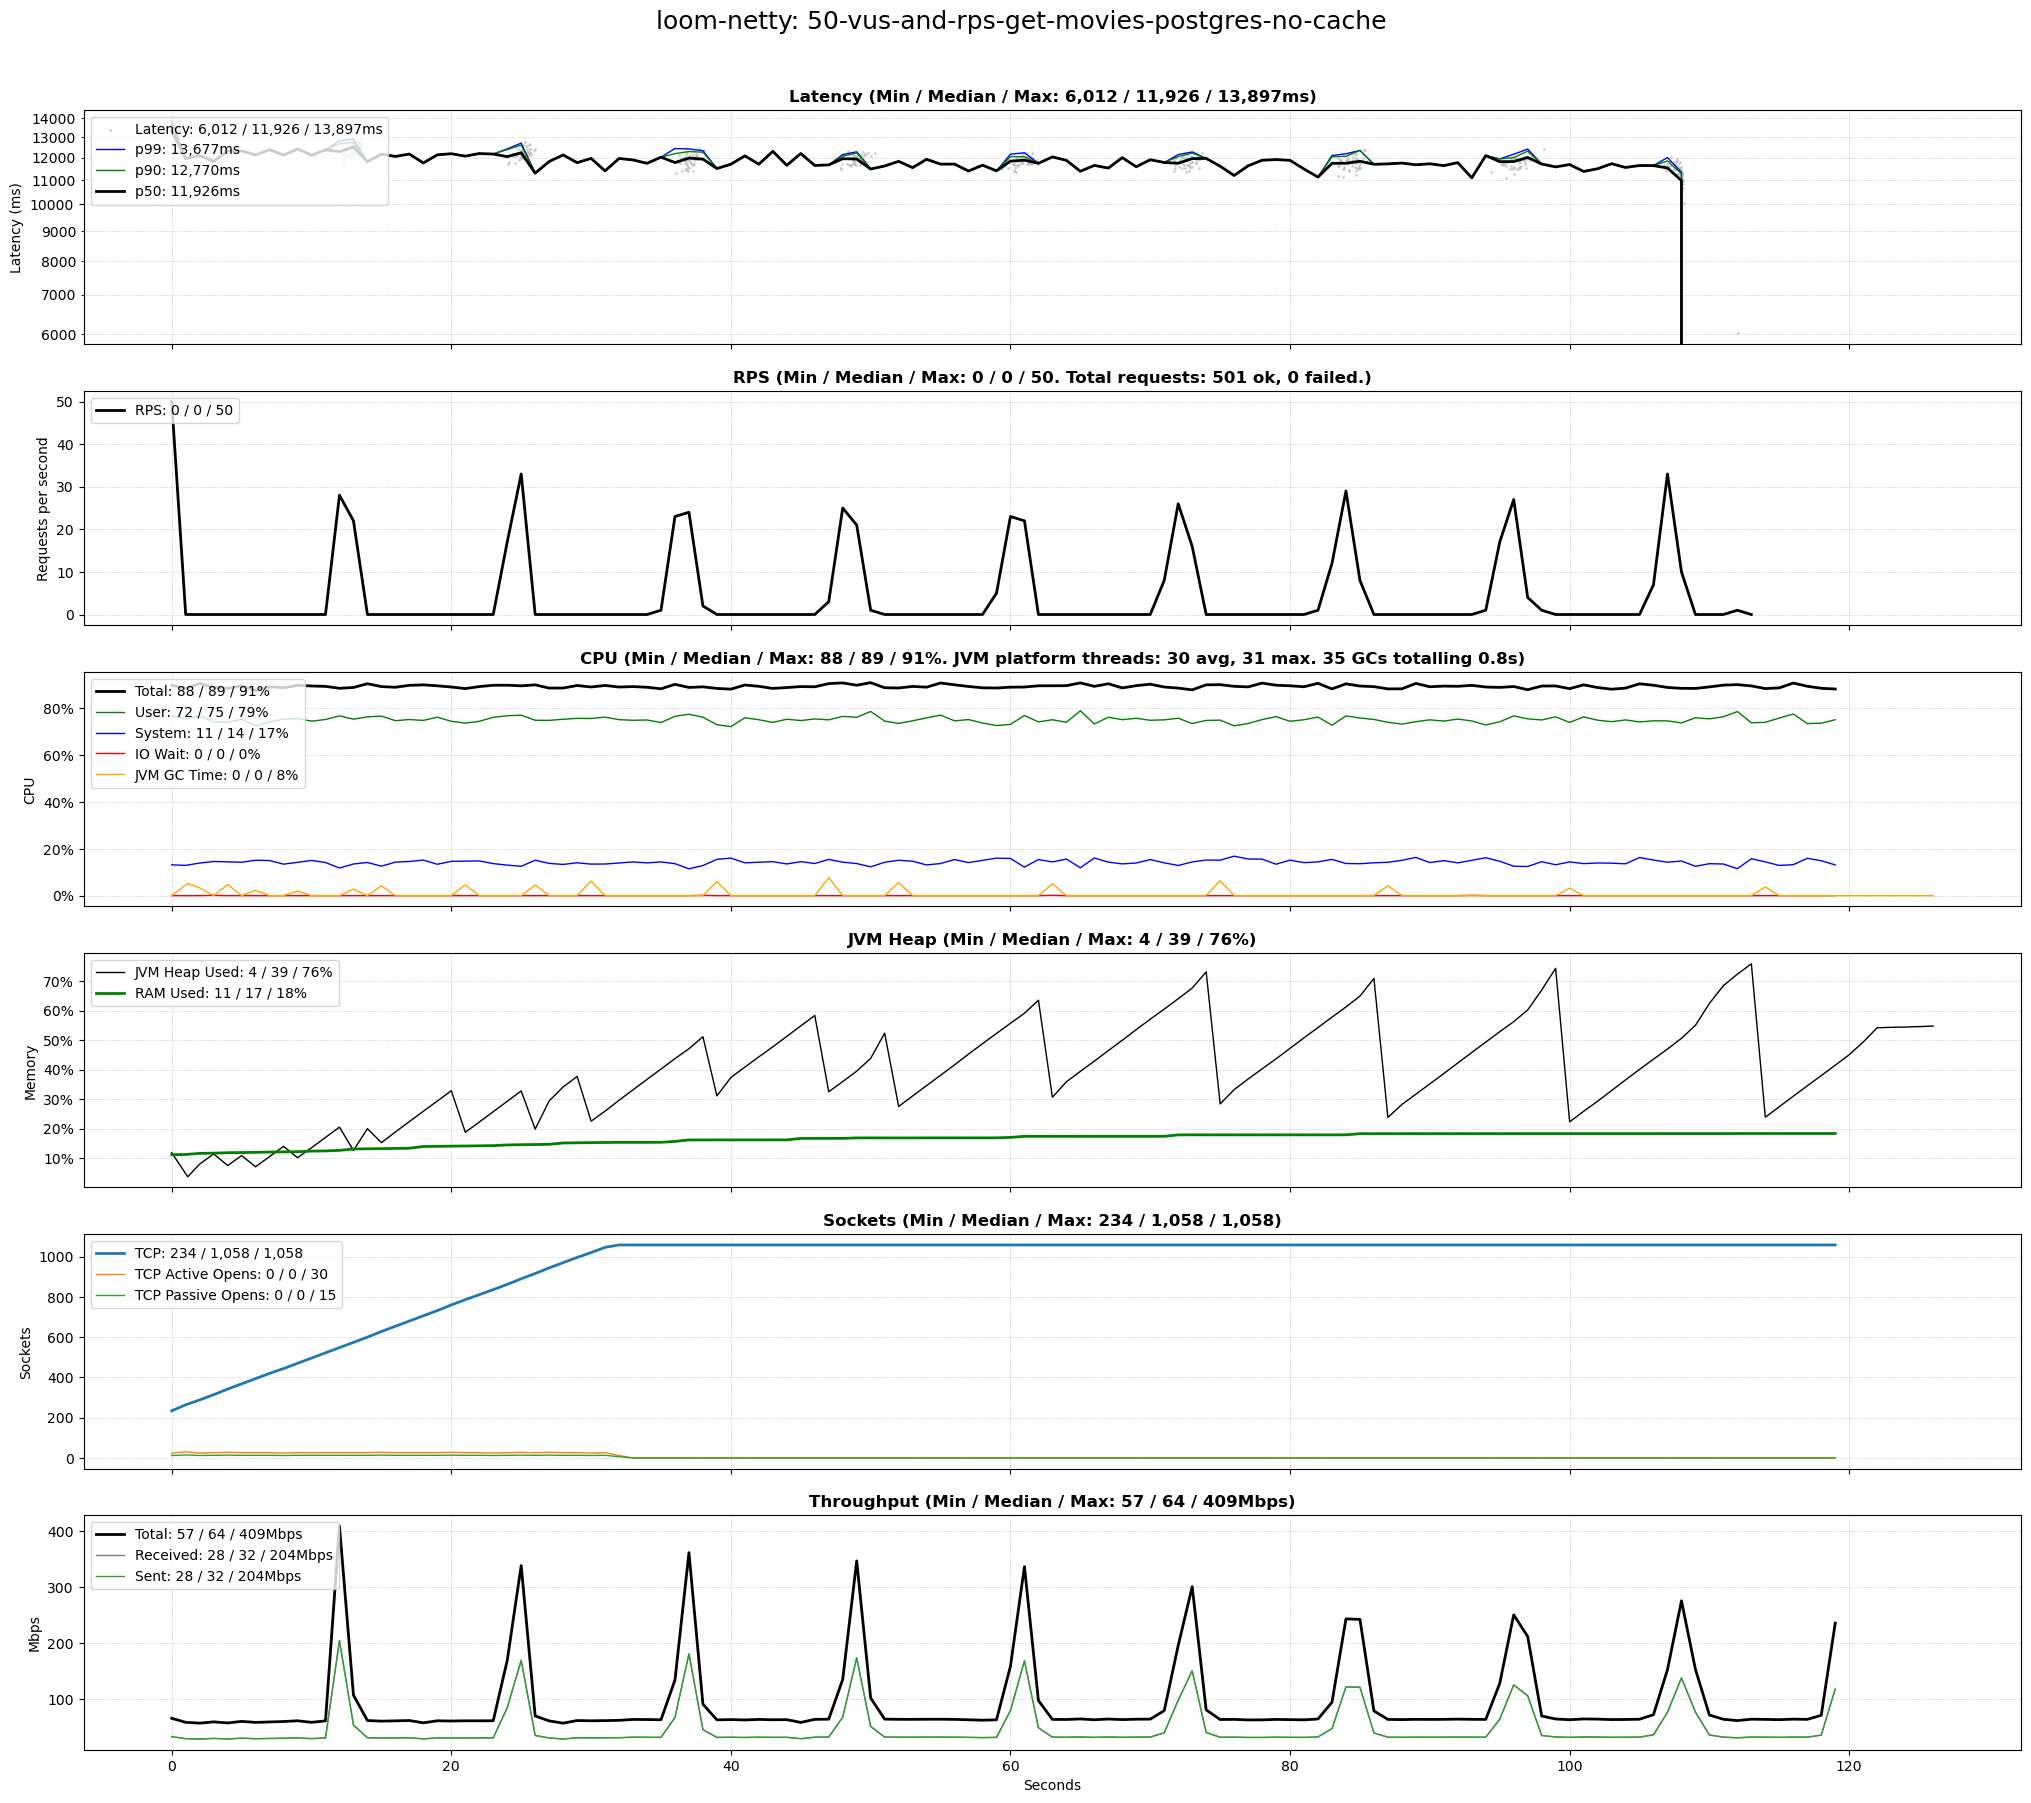 loom-netty: 50-vus-and-rps-get-movies-postgres-no-cache
Latency (Min / Median / Max: 6,012 / 11,926 / 13,897ms)
Latency (ms)
14000
13000
12000
11000
10000
9000
8000
7000
6000
Latency: 6,012 / 11,926 / 13,897ms
p99: 13,677ms
p90: 12,770ms
p50: 11,926ms
RPS (Min / Median / Max: 0 / 0 / 50. Total requests: 501 ok, 0 failed.)
Requests per second
50
40
30
20
10
0
RPS: 0 / 0 / 50
CPU (Min / Median / Max: 88 / 89 / 91%. JVM platform threads: 30 avg, 31 max. 35 GCs totalling 0.8s)
CPU
80%
60%
40%
20%
0%
Total: 88 / 89 / 91%
User: 72 / 75 / 79%
System: 11 / 14 / 17%
IO Wait: 0 / 0 / 0%
JVM GC Time: 0 / 0 / 8%
JVM Heap (Min / Median / Max: 4 / 39 / 76%)
Memory
70%
60%
50%
40%
30%
20%
10%
JVM Heap Used: 4 / 39 / 76%
RAM Used: 11 / 17 / 18%
Sockets (Min / Median / Max: 234 / 1,058 / 1,058)
Sockets
1000
800
600
400
200
0
TCP: 234 / 1,058 / 1,058
TCP Active Opens: 0 / 0 / 30
TCP Passive Opens: 0 / 0 / 15
Throughput (Min / Median / Max: 57 / 64 / 409Mbps)
Mbps
400
300
200
100
Total: 57 / 64 / 409Mbps
Received: 28 / 32 / 204Mbps
Sent: 28 / 32 / 204Mbps
0 20 40 60 80 100 120
Seconds